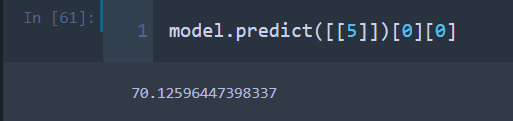 In [61]:
1 model.predict([[5]])[0][0]
70.12596447398337